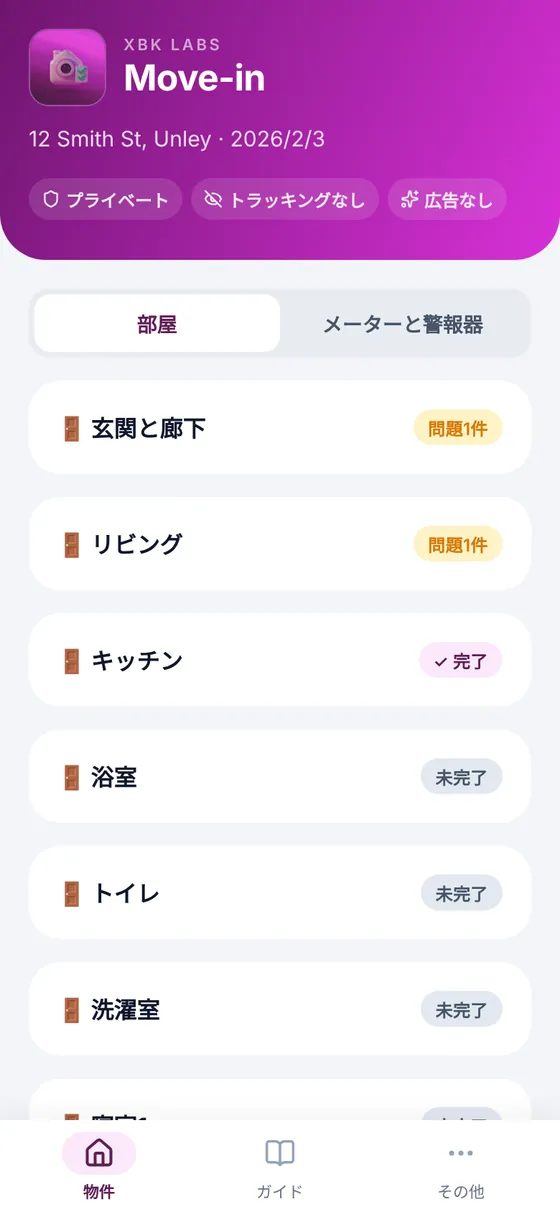 XBK LABS
Move-in
12 Smith St, Unley · 2026/2/3
プライベート トラッキングなし 広告なし
部屋 メーターと警報器
玄関と廊下 問題1件
リビング 問題1件
キッチン ✓ 完了
浴室 未完了
トイレ 未完了
洗濯室 未完了
物件 ガイド その他